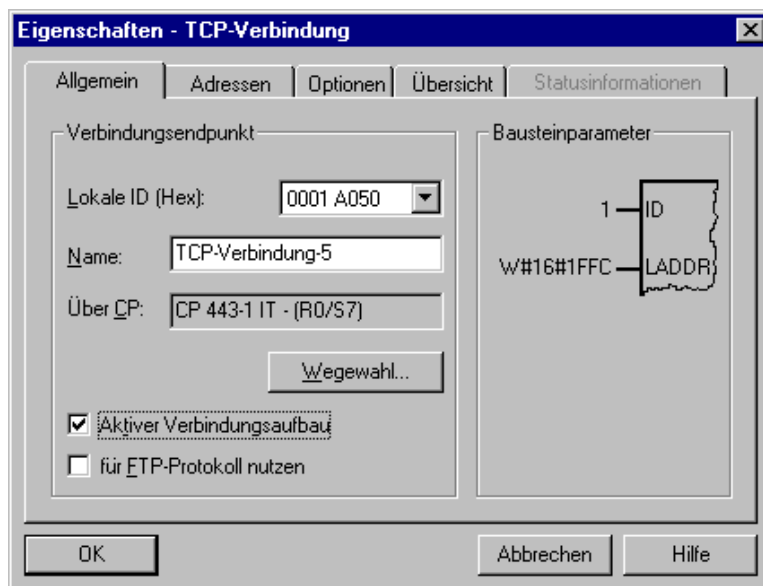 Eigenschaften - TCP-Verbindung
Allgemein Adressen Optionen Übersicht Statusinformationen
Verbindungsendpunkt
Lokale ID (Hex): 0001 A050
Name: TCP-Verbindung-5
Über CP: CP 443-1 IT - (R0/S7)
Wegewahl...
Aktiver Verbindungsaufbau
für FTP-Protokoll nutzen
Bausteinparameter
1 ID
W#16#1FFC LADDR
OK Abbrechen Hilfe